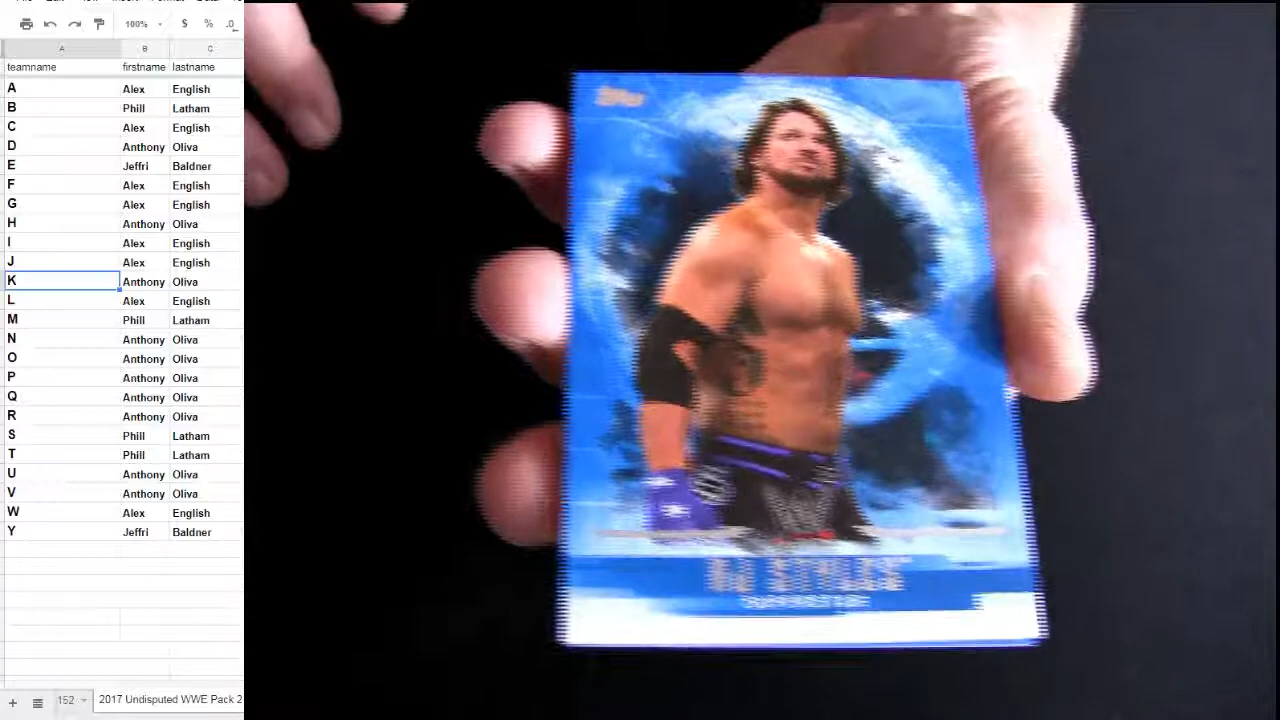 100%
$
%
.0
A
B
C
teamname firstname lastname
A Alex English
B Phill Latham
C Alex English
D Anthony Oliva
E Jeffri Baldner
F Alex English
G Alex English
H Anthony Oliva
I Alex English
J Alex English
K Anthony Oliva
L Alex English
M Phill Latham
N Anthony Oliva
O Anthony Oliva
P Anthony Oliva
Q Anthony Oliva
R Anthony Oliva
S Phill Latham
T Phill Latham
U Anthony Oliva
V Anthony Oliva
W Alex English
Y Jeffri Baldner
152
2017 Undisputed WWE Pack 2
Topps
AJ STYLES